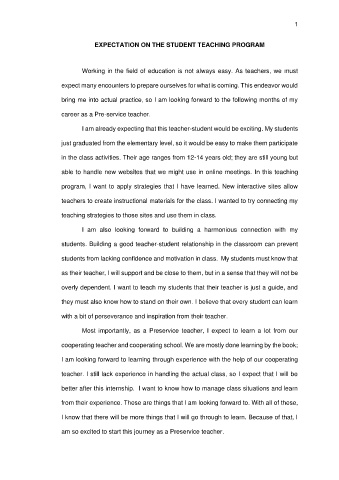 1
EXPECTATION ON THE STUDENT TEACHING PROGRAM
Working in the field of education is not always easy. As teachers, we must
expect many encounters to prepare ourselves for what is coming. This endeavor would
bring me into actual practice, so I am looking forward to the following months of my
career as a Pre-service teacher.
I am already expecting that this teacher-student would be exciting. My students
just graduated from the elementary level, so it would be easy to make them participate
in the class activities. Their age ranges from 12-14 years old; they are still young but
able to handle new websites that we might use in online meetings. In this teaching
program, I want to apply strategies that I have learned. New interactive sites allow
teachers to create instructional materials for the class. I wanted to try connecting my
teaching strategies to those sites and use them in class.
I am also looking forward to building a harmonious connection with my
students. Building a good teacher-student relationship in the classroom can prevent
students from lacking confidence and motivation in class. My students must know that
as their teacher, I will support and be close to them, but in a sense that they will not be
overly dependent. I want to teach my students that their teacher is just a guide, and
they must also know how to stand on their own. I believe that every student can learn
with a bit of perseverance and inspiration from their teacher.
Most importantly, as a Preservice teacher, I expect to learn a lot from our
cooperating teacher and cooperating school. We are mostly done learning by the book;
I am looking forward to learning through experience with the help of our cooperating
teacher. I still lack experience in handling the actual class, so I expect that I will be
better after this internship. I want to know how to manage class situations and learn
from their experience. These are things that I am looking forward to. With all of these,
I know that there will be more things that I will go through to learn. Because of that, I
am so excited to start this journey as a Preservice teacher.